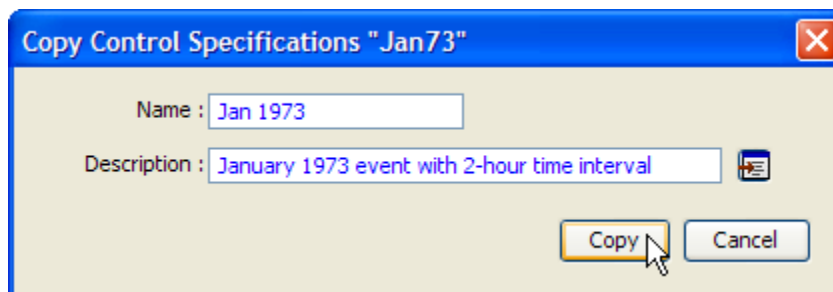 Copy Control Specifications "Jan73"
Name : Jan 1973
Description : January 1973 event with 2-hour time interval
Copy Cancel